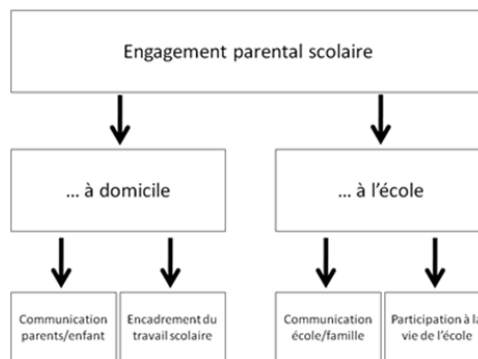 Engagement parental scolaire
... à domicile
... à l'école
Communication
parents/enfant
Encadrement du
travail scolaire
Communication
école/famille
Participation à la
vie de l'école